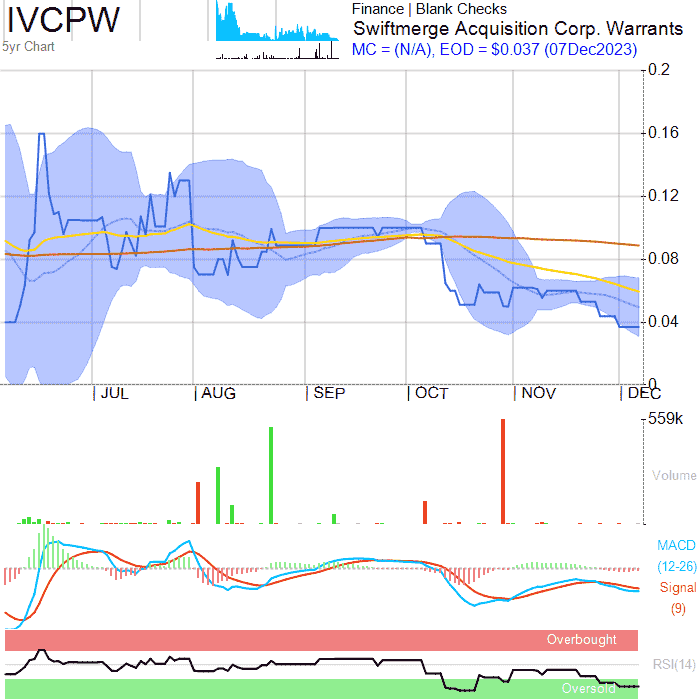 IVCPW
5yr Chart
Finance | Blank Checks
Swiftmerge Acquisition Corp. Warrants
MC = (N/A), EOD = $0.037 (07Dec2023)
0.2
0.16
0.12
0.08
0.04
0
JUL AUG SEP OCT NOV DEC
559k
Volume
MACD
(12-26)
Signal
(9)
Overbought
RSI(14)
Oversold